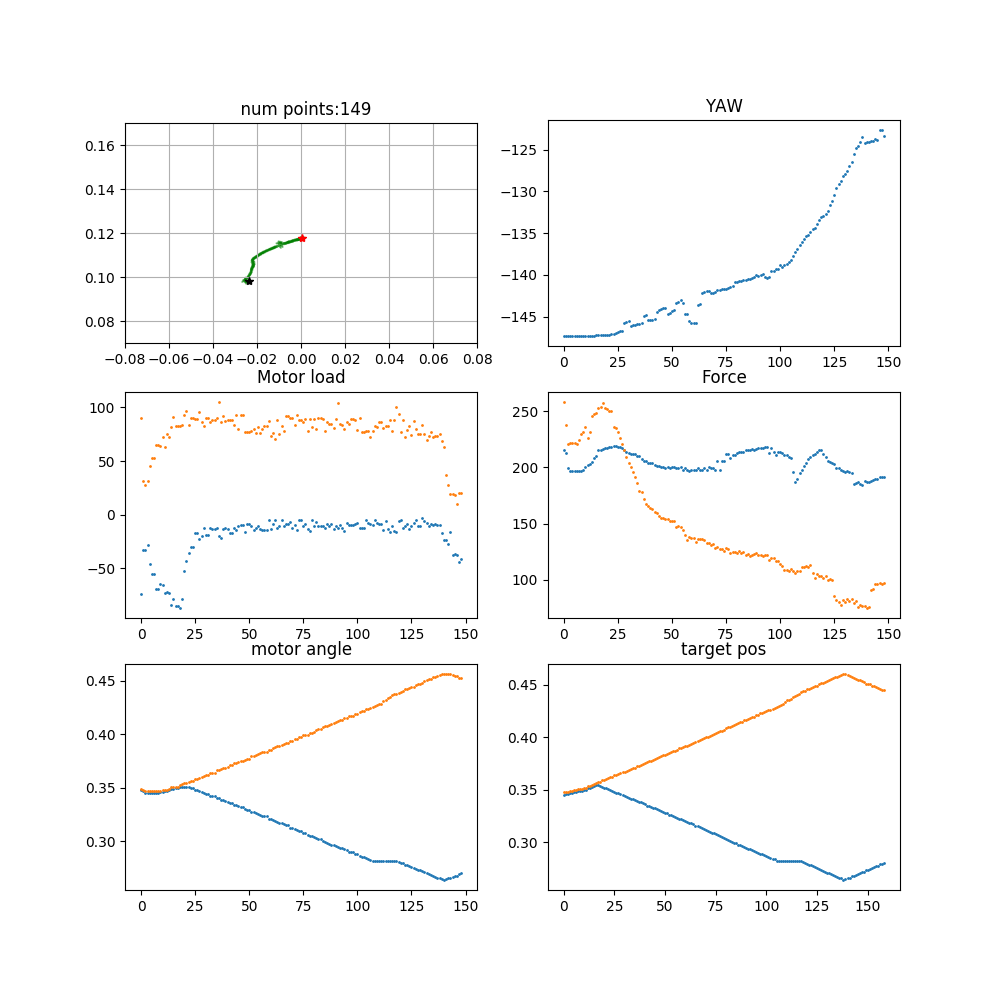 num points:149
0.16
0.14
0.12
0.10
0.08
−0.08 −0.06 −0.04 −0.02 0.00 0.02 0.04 0.06 0.08
YAW
−125
−130
−135
−140
−145
0 25 50 75 100 125 150
Motor load
100
50
0
−50
0 25 50 75 100 125 150
Force
250
200
150
100
0 25 50 75 100 125 150
motor angle
0.45
0.40
0.35
0.30
0 25 50 75 100 125 150
target pos
0.45
0.40
0.35
0.30
0 25 50 75 100 125 150